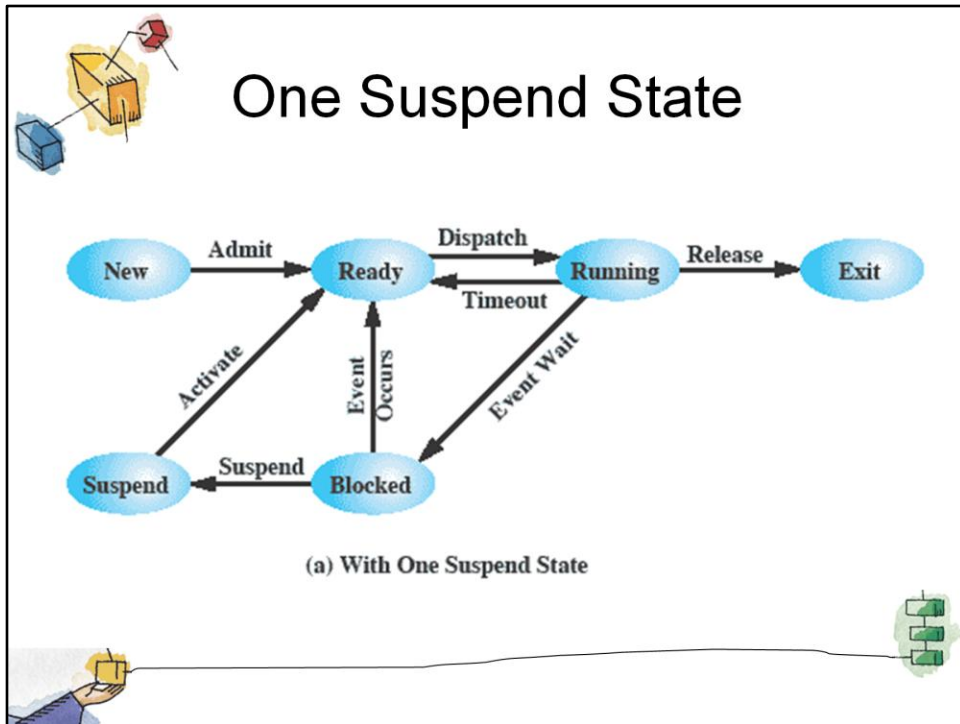 One Suspend State
New
Admit
Ready
Dispatch
Timeout
Running
Release
Exit
Activate
Event
Occurs
Event Wait
Suspend
Suspend
Blocked
(a) With One Suspend State